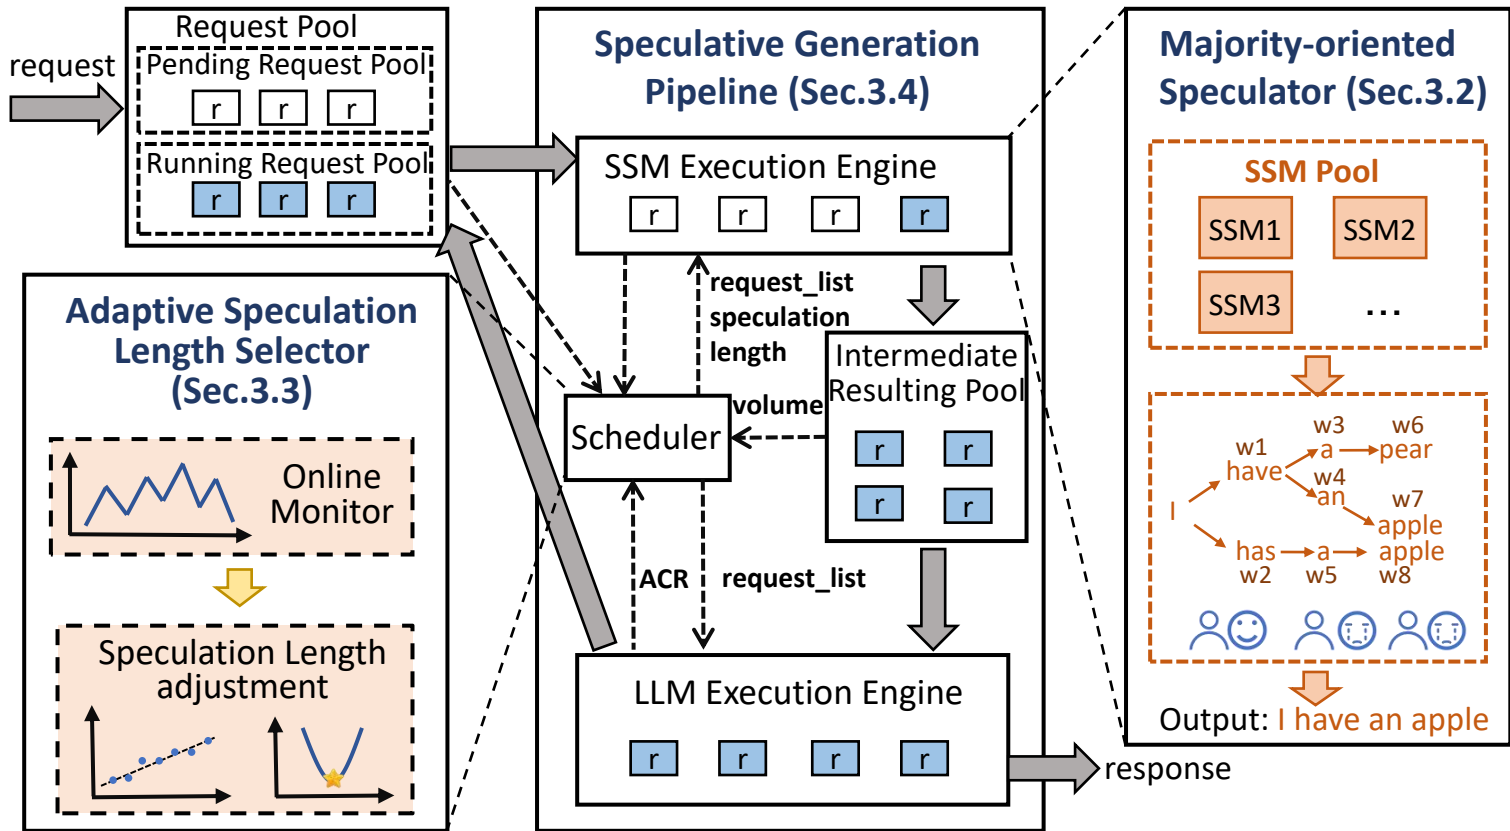 request
Request Pool
Pending Request Pool
r r r
Running Request Pool
r r r
Adaptive Speculation
Length Selector
(Sec.3.3)
Online
Monitor
Speculation Length
adjustment
Speculative Generation
Pipeline (Sec.3.4)
SSM Execution Engine
r r r r
request_list
speculation
length
Intermediate
Resulting Pool
r r
r r
volume
Scheduler
ACR
request_list
LLM Execution Engine
r r r r
response
Majority-oriented
Speculator (Sec.3.2)
SSM Pool
SSM1 SSM2
SSM3 ...
w3 w6
w1 a pear
have w4
an w7
I apple
has a apple
w2 w5 w8
Output: I have an apple